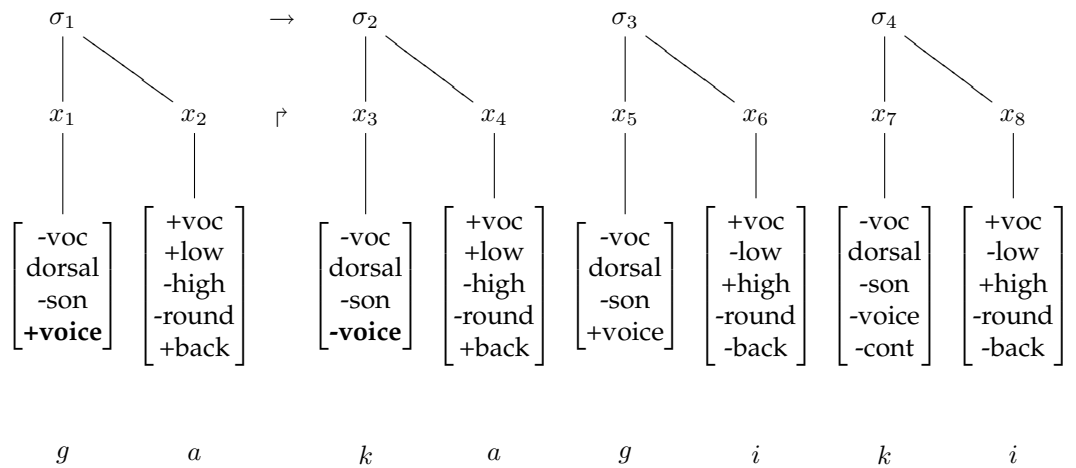 σ₁ → σ₂ σ₃ σ₄
x₁ x₂ ↱ x₃ x₄ x₅ x₆ x₇ x₈
-voc +voc -voc +voc -voc +voc -voc +voc
dorsal +low dorsal +low dorsal -low dorsal -low
-son -high -son -high -son +high -son +high
+voice -round -voice -round +voice -round -voice -round
+back +back -back -cont -back
g a k a g i k i